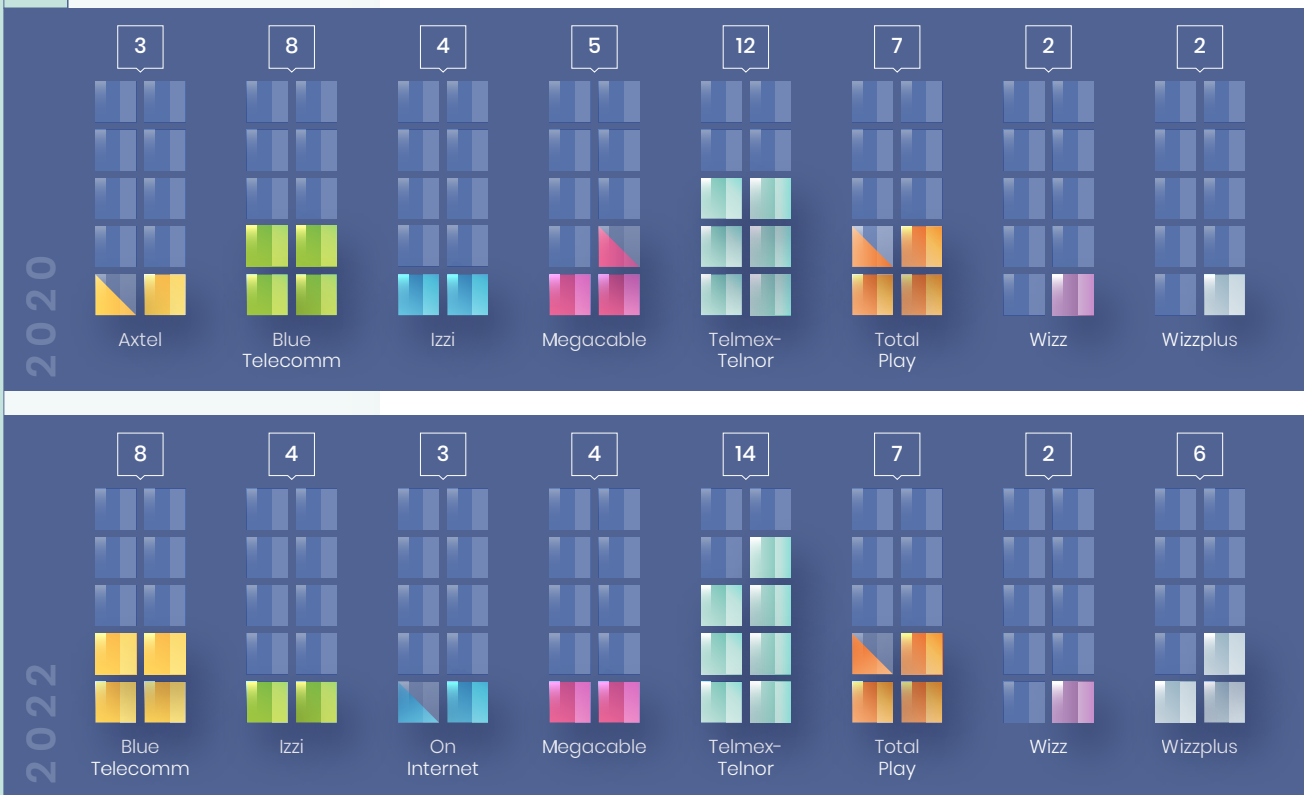 3
8
4
5
12
7
2
2
2020
Axtel
Blue
Telecomm
Izzi
Megacable
Telmex-
Telnor
Total
Play
Wizz
Wizzplus
8
4
3
4
14
7
2
6
2022
Blue
Telecomm
Izzi
On
Internet
Megacable
Telmex-
Telnor
Total
Play
Wizz
Wizzplus